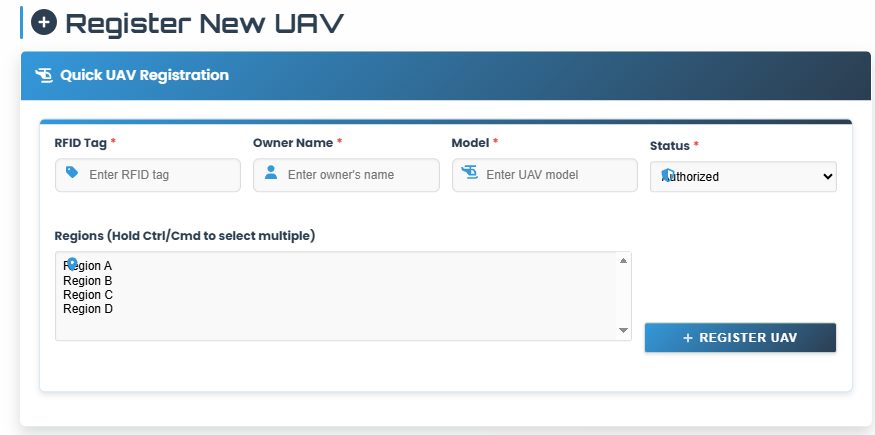 Register New UAV
Quick UAV Registration
RFID Tag *
Owner Name *
Model *
Status *
Enter RFID tag
Enter owner's name
Enter UAV model
Authorized
Regions (Hold Ctrl/Cmd to select multiple)
Region A
Region B
Region C
Region D
+ REGISTER UAV